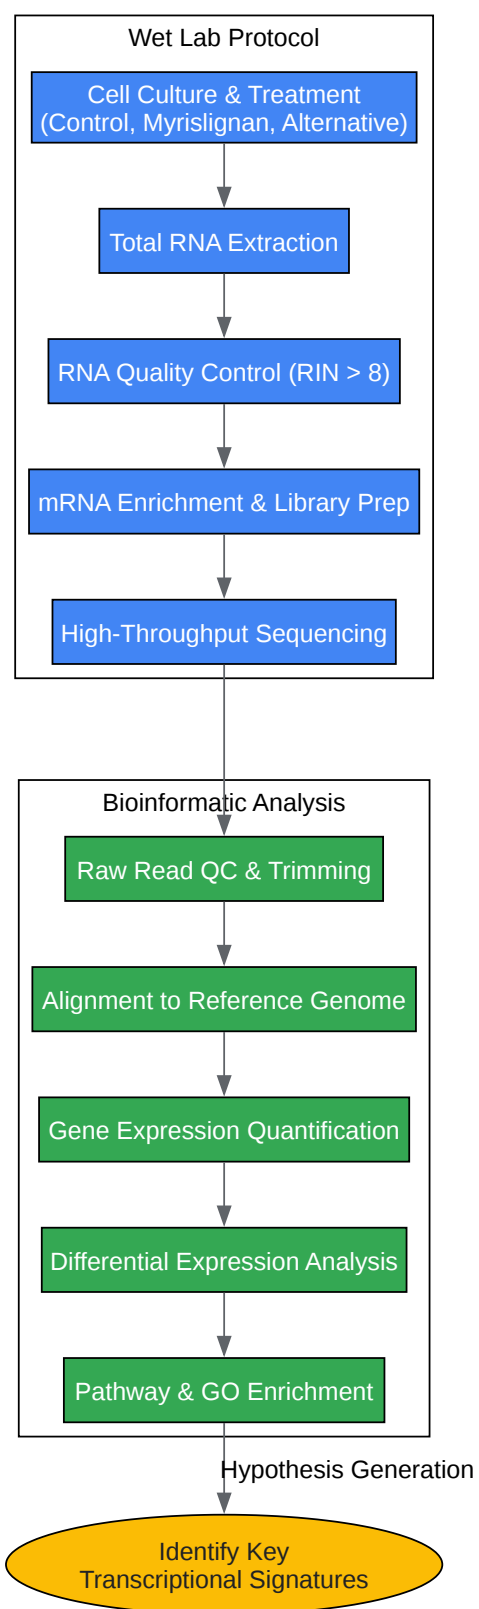 Wet Lab Protocol
Cell Culture & Treatment
(Control, Myrislignan, Alternative)
Total RNA Extraction
RNA Quality Control (RIN > 8)
mRNA Enrichment & Library Prep
High-Throughput Sequencing
Bioinformatic Analysis
Raw Read QC & Trimming
Alignment to Reference Genome
Gene Expression Quantification
Differential Expression Analysis
Pathway & GO Enrichment
Hypothesis Generation
Identify Key
Transcriptional Signatures